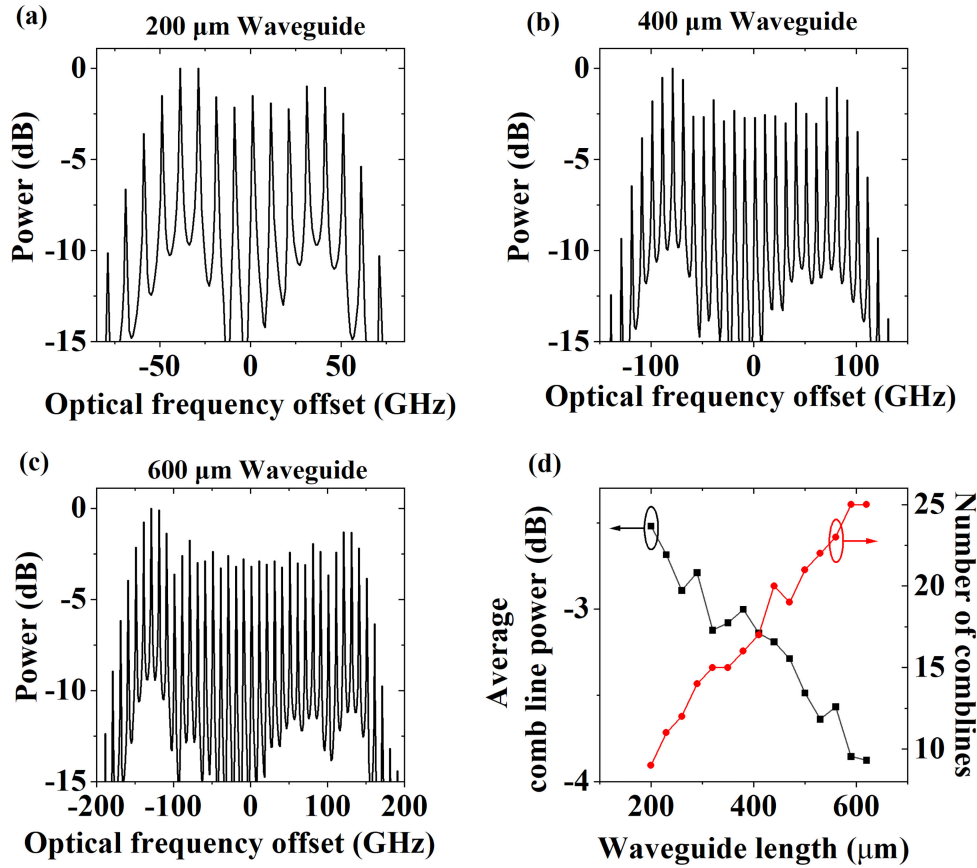 (a)
200 μm Waveguide
0
-5
-10
-15
Power (dB)
-50
0
50
Optical frequency offset (GHz)
(b)
400 μm Waveguide
0
-5
-10
-15
Power (dB)
-100
0
100
Optical frequency offset (GHz)
(c)
600 μm Waveguide
0
-5
-10
-15
Power (dB)
-200
-100
0
100
200
Optical frequency offset (GHz)
(d)
-3
-4
Average
comb line power (dB)
25
20
15
10
Number of comblines
200
400
600
Waveguide length (μm)